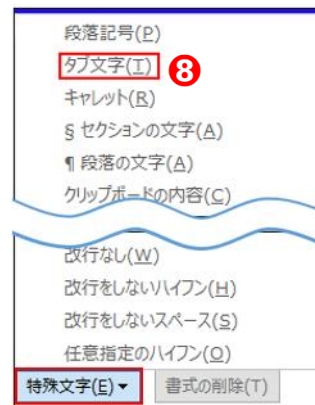 段落記号(P)
タブ文字(T) 8
キャレット(R)
§ セクションの文字(A)
¶ 段落の文字(A)
クリップボードの内容(C)
改行なし(W)
改行をしないハイフン(H)
改行をしないスペース(S)
任意指定のハイフン(O)
特殊文字(E)▼ 書式の削除(T)